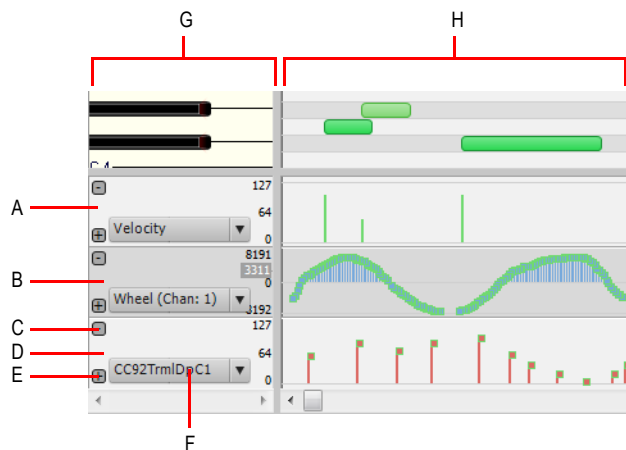 G H
C 4
A
127
64
0
Velocity
B
8191
3311
0
8192
Wheel (Chan: 1)
C
D
E
127
64
0
CC92TrmlDpC1
F